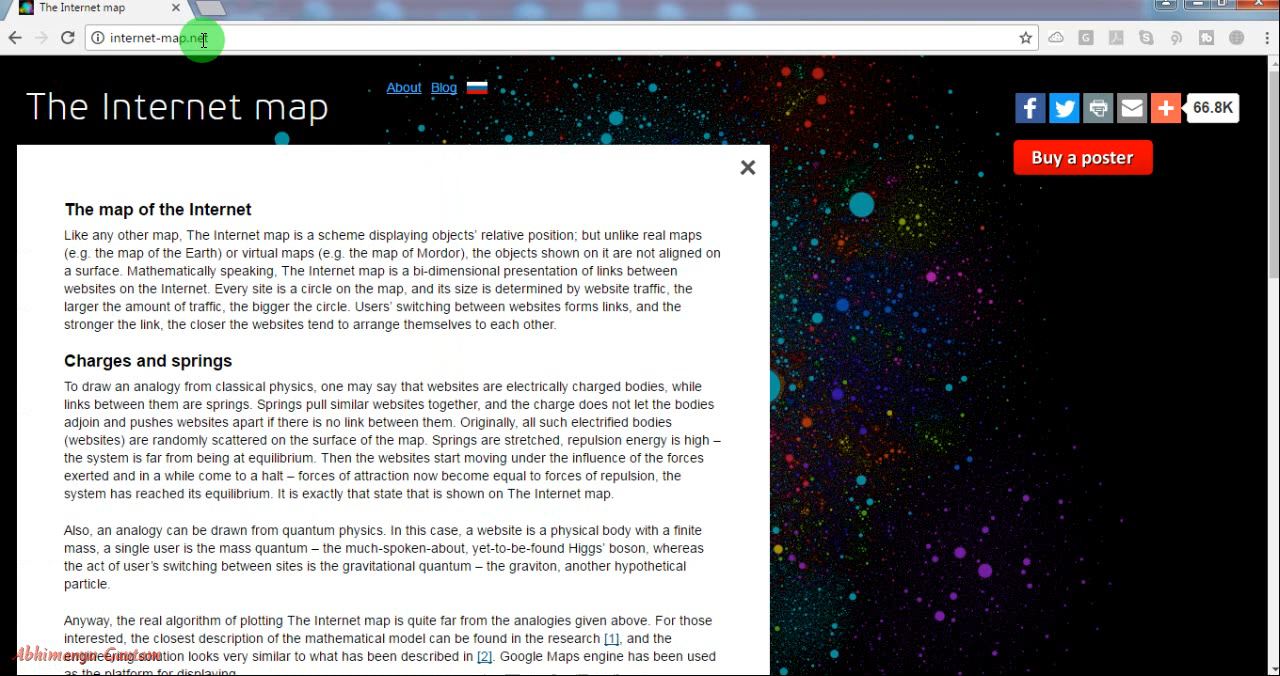 The Internet map
internet-map.net
The Internet map
About Blog
66.8K
Buy a poster
The map of the Internet
Like any other map, The Internet map is a scheme displaying objects' relative position; but unlike real maps
(e.g. the map of the Earth) or virtual maps (e.g. the map of Mordor), the objects shown on it are not aligned on
a surface. Mathematically speaking, The Internet map is a bi-dimensional presentation of links between
websites on the Internet. Every site is a circle on the map, and its size is determined by website traffic, the
larger the amount of traffic, the bigger the circle. Users' switching between websites forms links, and the
stronger the link, the closer the websites tend to arrange themselves to each other.
Charges and springs
To draw an analogy from classical physics, one may say that websites are electrically charged bodies, while
links between them are springs. Springs pull similar websites together, and the charge does not let the bodies
adjoin and pushes websites apart if there is no link between them. Originally, all such electrified bodies
(websites) are randomly scattered on the surface of the map. Springs are stretched, repulsion energy is high –
the system is far from being at equilibrium. Then the websites start moving under the influence of the forces
exerted and in a while come to a halt – forces of attraction now become equal to forces of repulsion, the
system has reached its equilibrium. It is exactly that state that is shown on The Internet map.
Also, an analogy can be drawn from quantum physics. In this case, a website is a physical body with a finite
mass, a single user is the mass quantum – the much-spoken-about, yet-to-be-found Higgs' boson, whereas
the act of user's switching between sites is the gravitational quantum – the graviton, another hypothetical
particle.
Anyway, the real algorithm of plotting The Internet map is quite far from the analogies given above. For those
interested, the closest description of the mathematical model can be found in the research [1], and the
engineering solution looks very similar to what has been described in [2]. Google Maps engine has been used
as the platform for displaying.
Abhimanyu Gautam